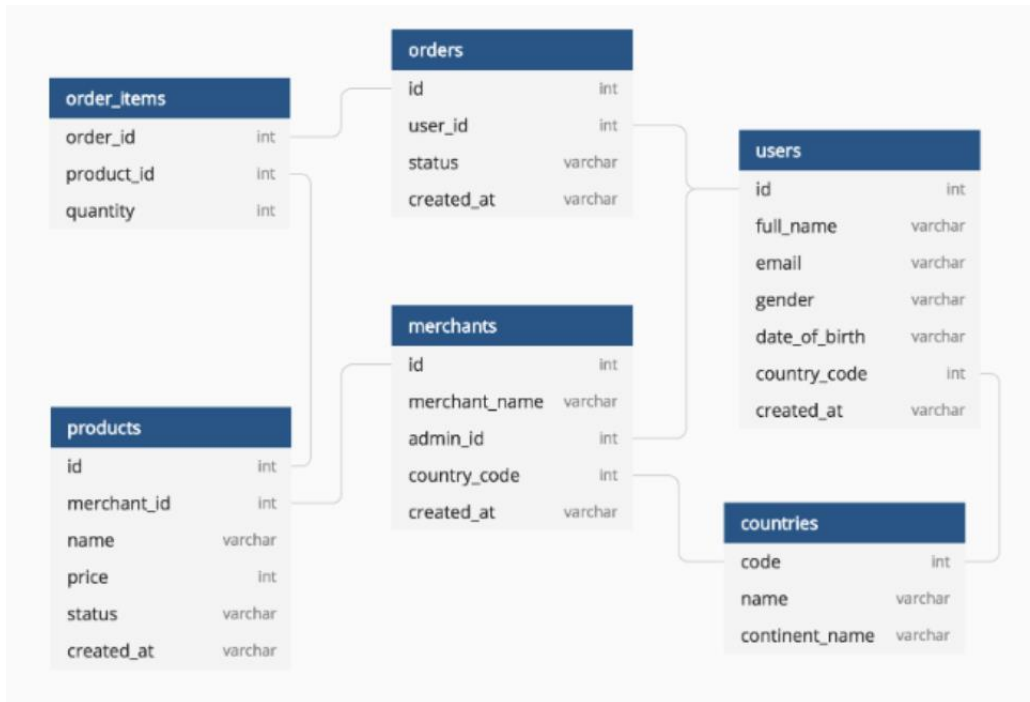 orders
id int
user_id int
status varchar
created_at varchar
order_items
order_id int
product_id int
quantity int
users
id int
full_name varchar
email varchar
gender varchar
date_of_birth varchar
country_code int
created_at varchar
merchants
id int
merchant_name varchar
admin_id int
country_code int
created_at varchar
products
id int
merchant_id int
name varchar
price int
status varchar
created_at varchar
countries
code int
name varchar
continent_name varchar